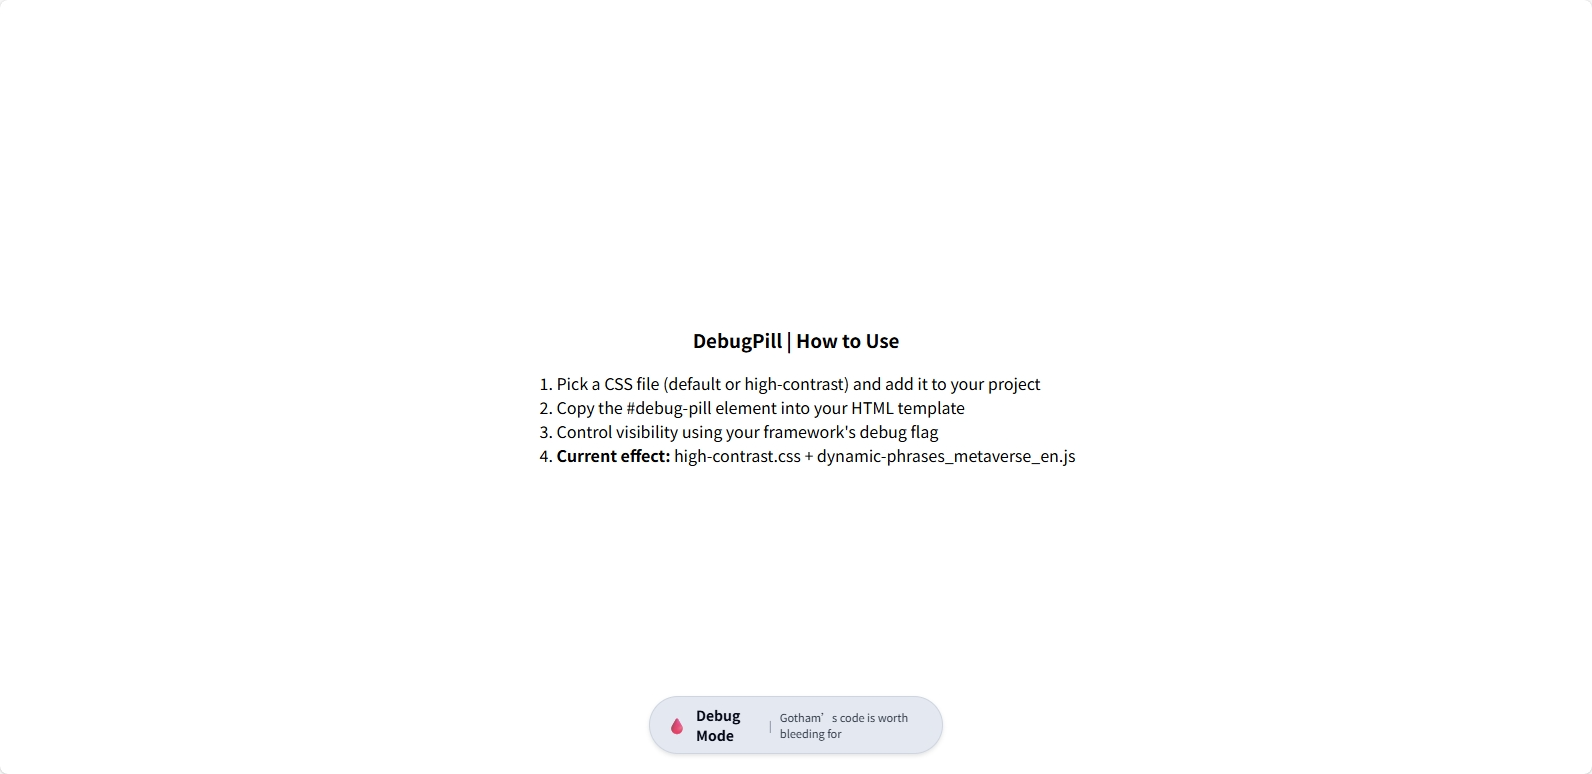 DebugPill | How to Use
1. Pick a CSS file (default or high-contrast) and add it to your project
2. Copy the #debug-pill element into your HTML template
3. Control visibility using your framework's debug flag
4. Current effect: high-contrast.css + dynamic-phrases_metaverse_en.js
Debug
Mode
|
Gotham’s code is worth
bleeding for